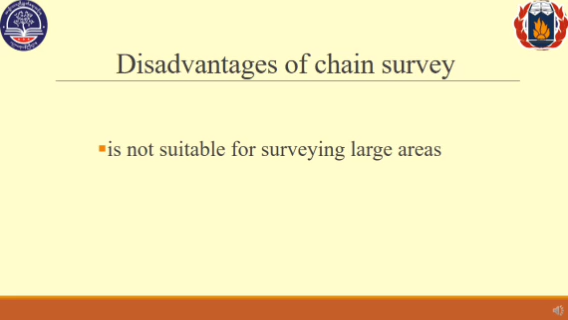 Disadvantages of chain survey
is not suitable for surveying large areas